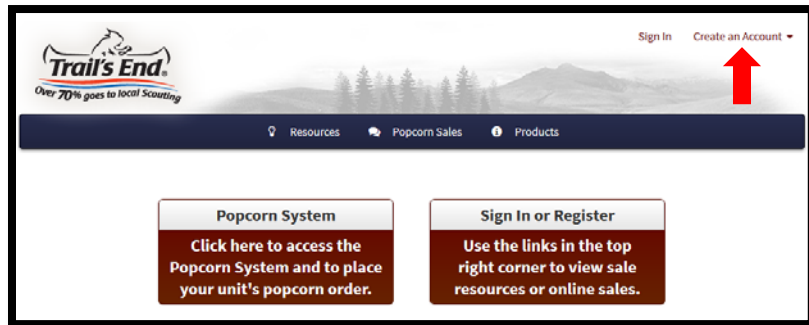 Sign In Create an Account
Trail's End®
Over 70% goes to local Scouting
Resources Popcorn Sales Products
Popcorn System
Click here to access the
Popcorn System and to place
your unit's popcorn order.
Sign In or Register
Use the links in the top
right corner to view sale
resources or online sales.